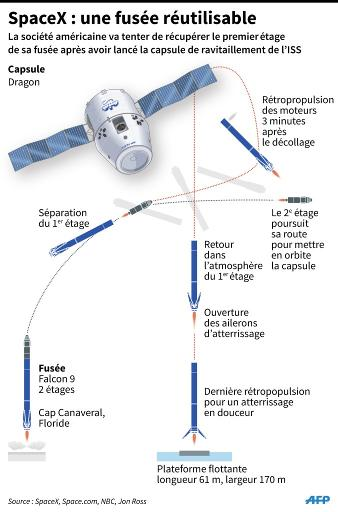 SpaceX : une fusée réutilisable
La société américaine va tenter de récupérer le premier étage
de sa fusée après avoir lancé la capsule de ravitaillement de l'ISS
Capsule
Dragon
Rétropropulsion
des moteurs
3 minutes
après
le décollage
Séparation
du 1er étage
Le 2e étage
poursuit
sa route
pour mettre
en orbite
la capsule
Retour
dans
l'atmosphère
du 1er étage
Ouverture
des ailerons
d'atterrissage
Fusée
Falcon 9
2 étages
Cap Canaveral,
Floride
Dernière rétropopulsion
pour un atterrissage
en douceur
Plateforme flottante
longueur 61 m, largeur 170 m
Source : SpaceX, Space.com, NBC, Jon Ross
AFP